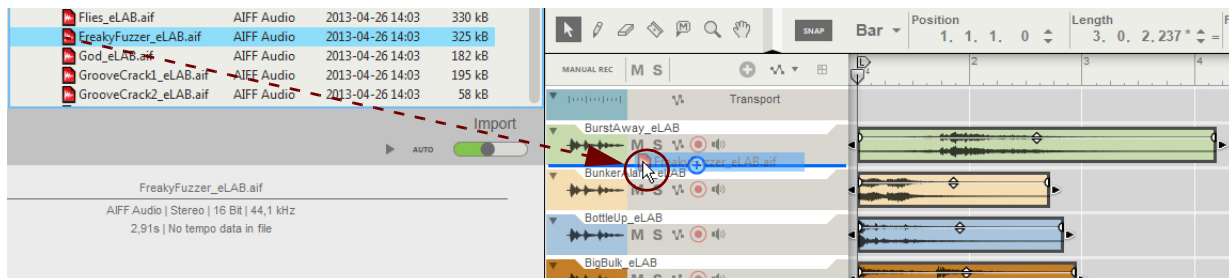 Flies_eLAB.aif AIFF Audio 2013-04-26 14:03 330 kB
FreakyFuzzer_eLAB.aif AIFF Audio 2013-04-26 14:03 325 kB
God_eLAB.aif AIFF Audio 2013-04-26 14:03 182 kB
GrooveCrack1_eLAB.aif AIFF Audio 2013-04-26 14:03 195 kB
GrooveCrack2_eLAB.aif AIFF Audio 2013-04-26 14:03 58 kB
Import
AUTO
FreakyFuzzer_eLAB.aif
AIFF Audio | Stereo | 16 Bit | 44,1 kHz
2,91s | No tempo data in file
M
SNAP
Bar
Position
1. 1. 1. 0
Length
3. 0. 2.237 * =
MANUAL REC M S
L
2 3 4
Transport
BurstAway_eLAB
M S
FreakyFuzzer_eLAB.aif
BunkerAlarm_eLAB
M S
BottleUp_eLAB
M S
BigBulk_eLAB
M S